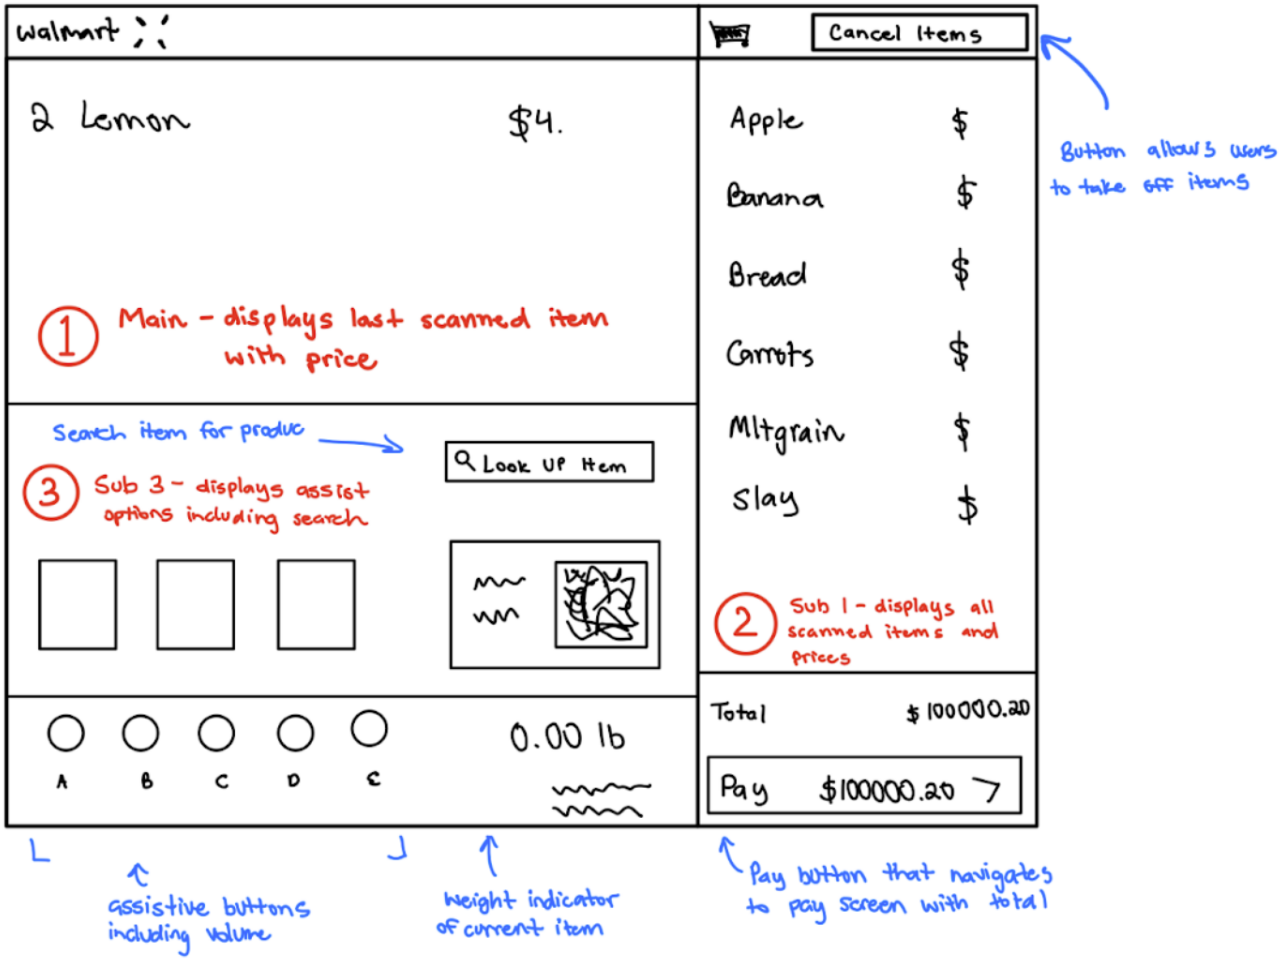 Walmart
Cancel Items
2 Lemon $4.
Apple $
Banana $
Bread $
Carrots $
Mltgrain $
Slay $
Button allows users
to take off items
1 Main - displays last scanned item
with price
Search item for produc
Look UP Item
3 Sub 3 - displays assist
options including search
2 Sub 1 - displays all
scanned items and
prices
Total $100000.20
Pay $100000.20 >
0.00 lb
A B C D E
assistive buttons
including volume
weight indicator
of current item
Pay button that navigates
to pay screen with total